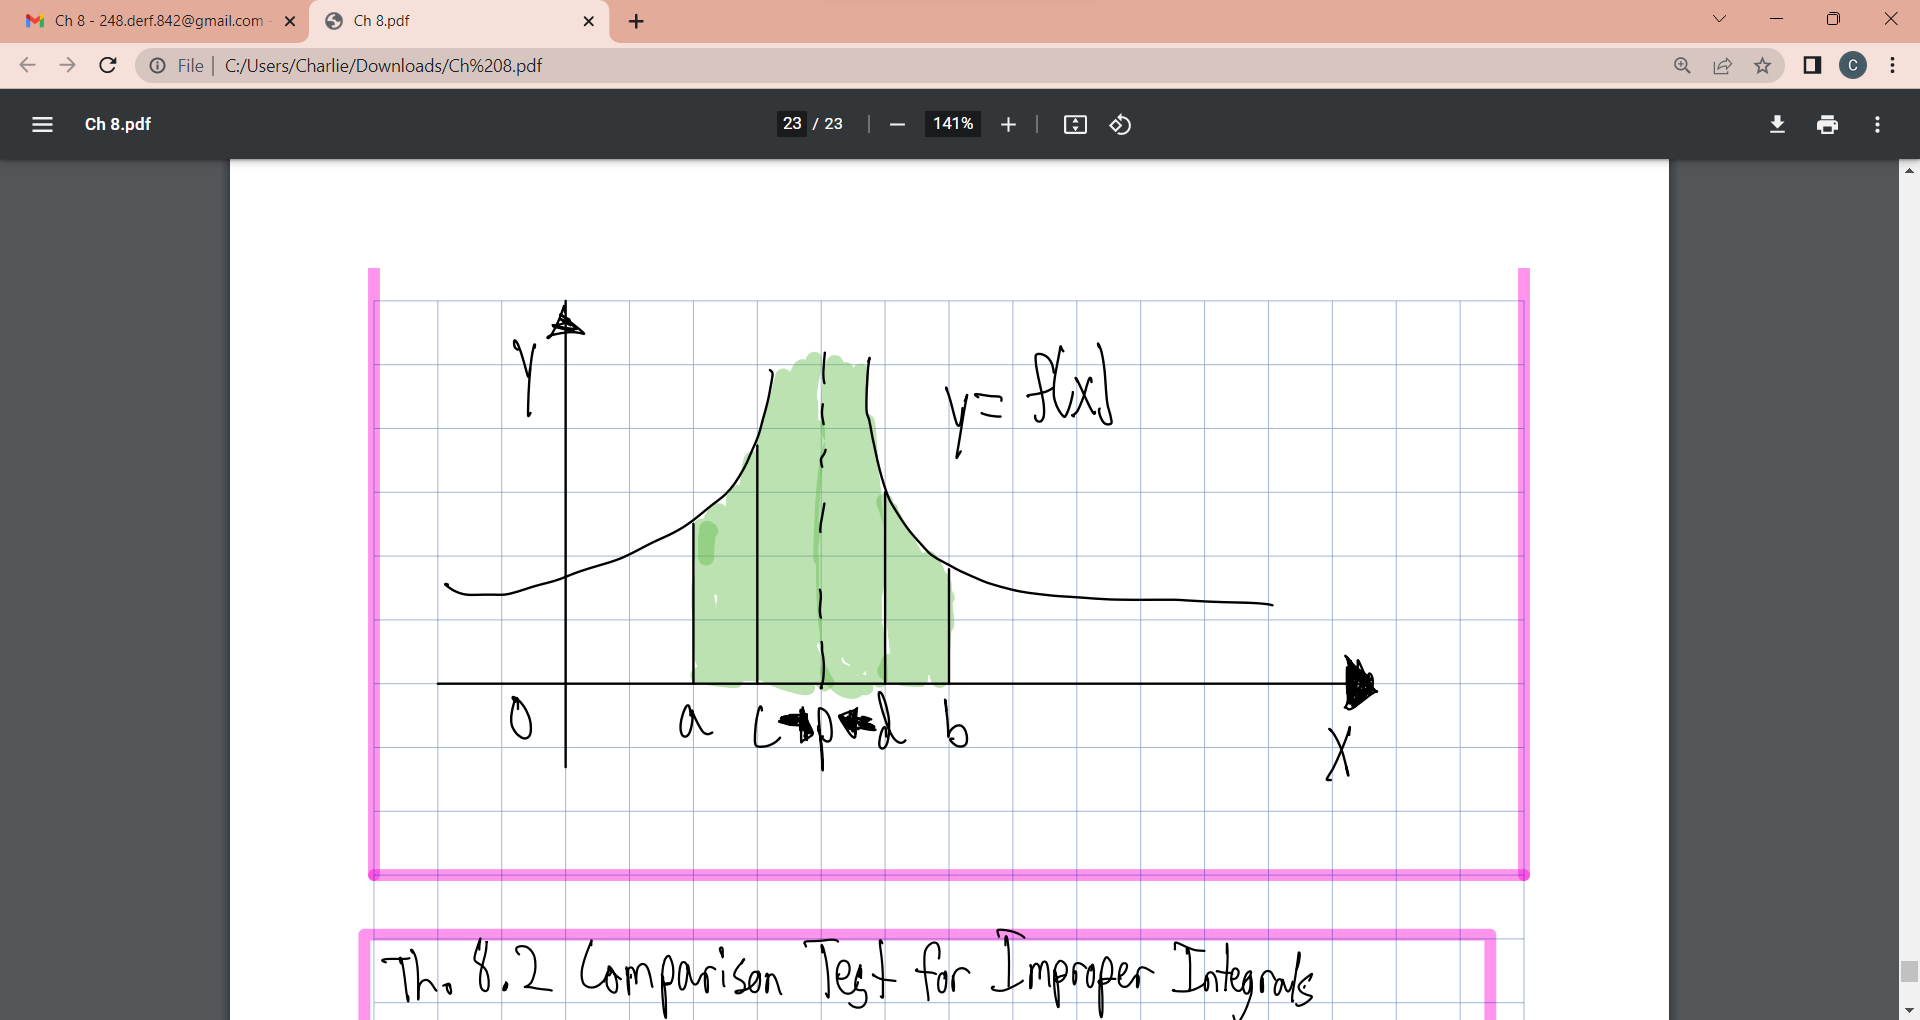 Ch 8 - 248.derf.842@gmail.com
Ch 8.pdf
File | C:/Users/Charlie/Downloads/Ch%208.pdf
C
Ch 8.pdf
23 / 23
141%
Y
y = f(x)
0 a c p d b
X
Th. 8.2 Comparison Test for Improper Integrals